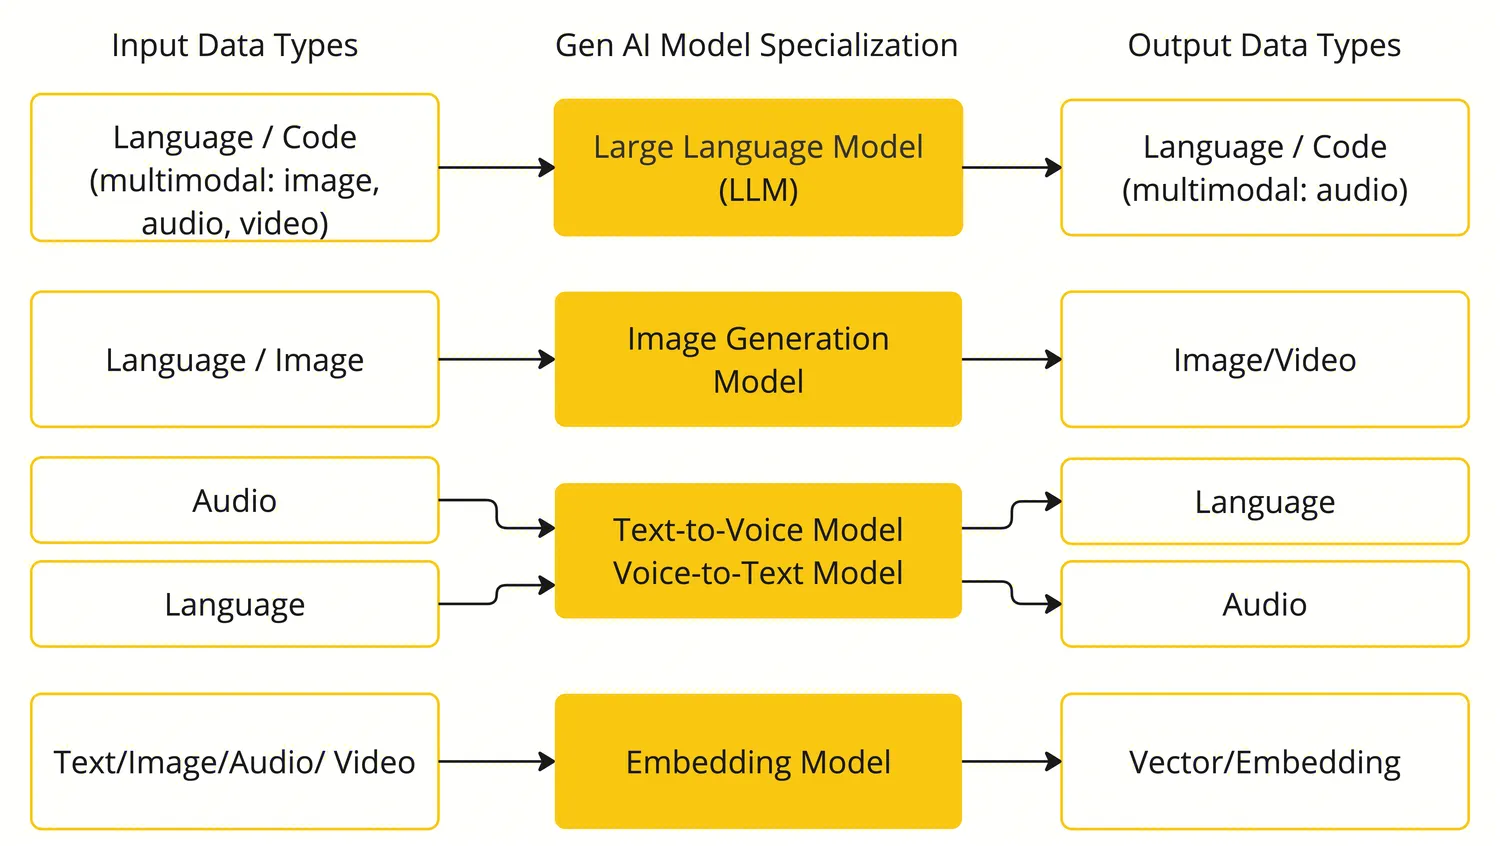 Input Data Types
Gen AI Model Specialization
Output Data Types
Language / Code
(multimodal: image,
audio, video)
Large Language Model
(LLM)
Language / Code
(multimodal: audio)
Language / Image
Image Generation
Model
Image/Video
Audio
Language
Text-to-Voice Model
Voice-to-Text Model
Language
Audio
Text/Image/Audio/ Video
Embedding Model
Vector/Embedding